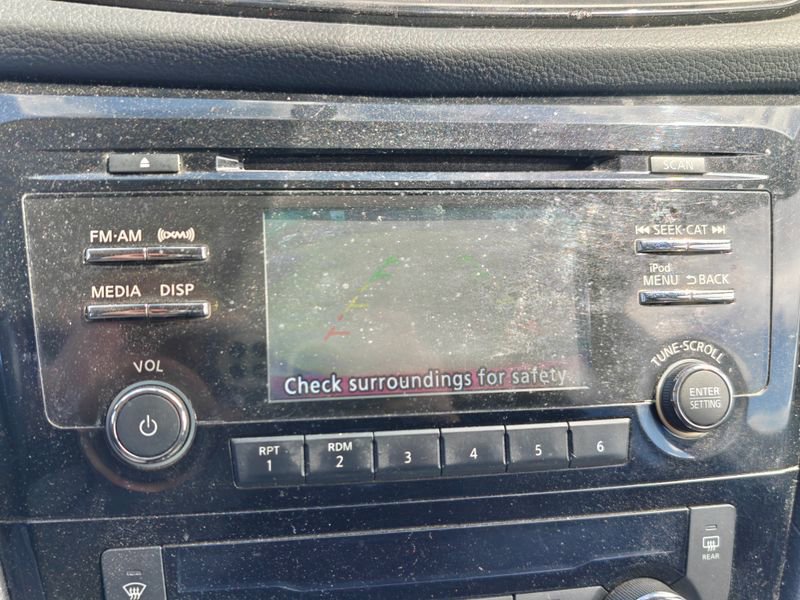 SCAN
FM·AM ((XM))
SEEK·CAT
iPod
MENU BACK
MEDIA DISP
VOL
TUNE·SCROLL
ENTER
SETTING
Check surroundings for safety.
RPT
1
RDM
2
3
4
5
6
REAR